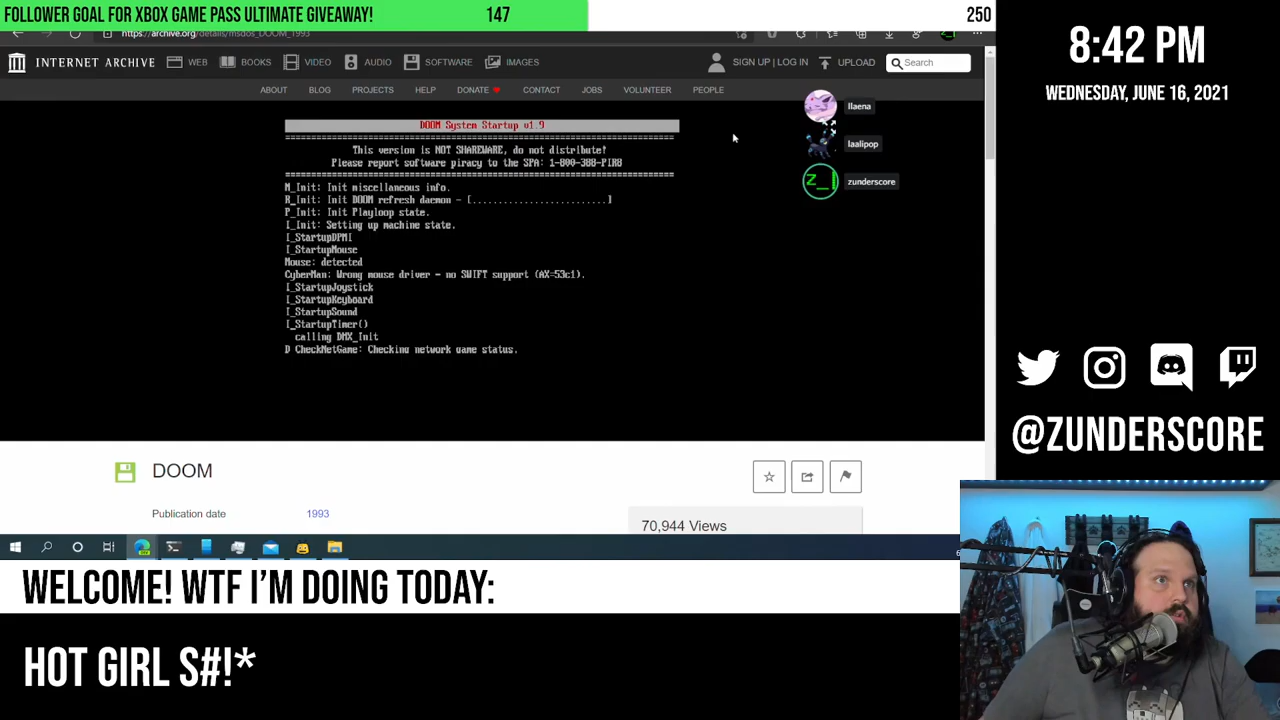 FOLLOWER GOAL FOR XBOX GAME PASS ULTIMATE GIVEAWAY! 147 250
https://archive.org/details/msdos_DOOM_1993
INTERNET ARCHIVE WEB BOOKS VIDEO AUDIO SOFTWARE IMAGES SIGN UP | LOG IN UPLOAD Search
ABOUT BLOG PROJECTS HELP DONATE CONTACT JOBS VOLUNTEER PEOPLE
DOOM System Startup v1.9
This version is NOT SHAREWARE, do not distribute!
Please report software piracy to the SPA: 1-800-388-PIR8
M_Init: Init miscellaneous info.
R_Init: Init DOOM refresh daemon - [.........................]
P_Init: Init Playloop state.
I_Init: Setting up machine state.
I_StartupDPMI
I_StartupMouse
Mouse: detected
CyberMan: Wrong mouse driver - no SWIFT support (AX=53c1).
I_StartupJoystick
I_StartupKeyboard
I_StartupSound
I_StartupTimer()
calling DMX_Init
D_CheckNetGame: Checking network game status.
llaena
laalipop
z_| zunderscore
DOOM
Publication date 1993
70,944 Views
8:42 PM
WEDNESDAY, JUNE 16, 2021
@ZUNDERSCORE
WELCOME! WTF I'M DOING TODAY:
HOT GIRL S#!*